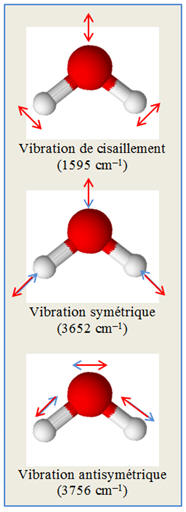 Vibration de cisaillement
(1595 cm⁻¹)
Vibration symétrique
(3652 cm⁻¹)
Vibration antisymétrique
(3756 cm⁻¹)